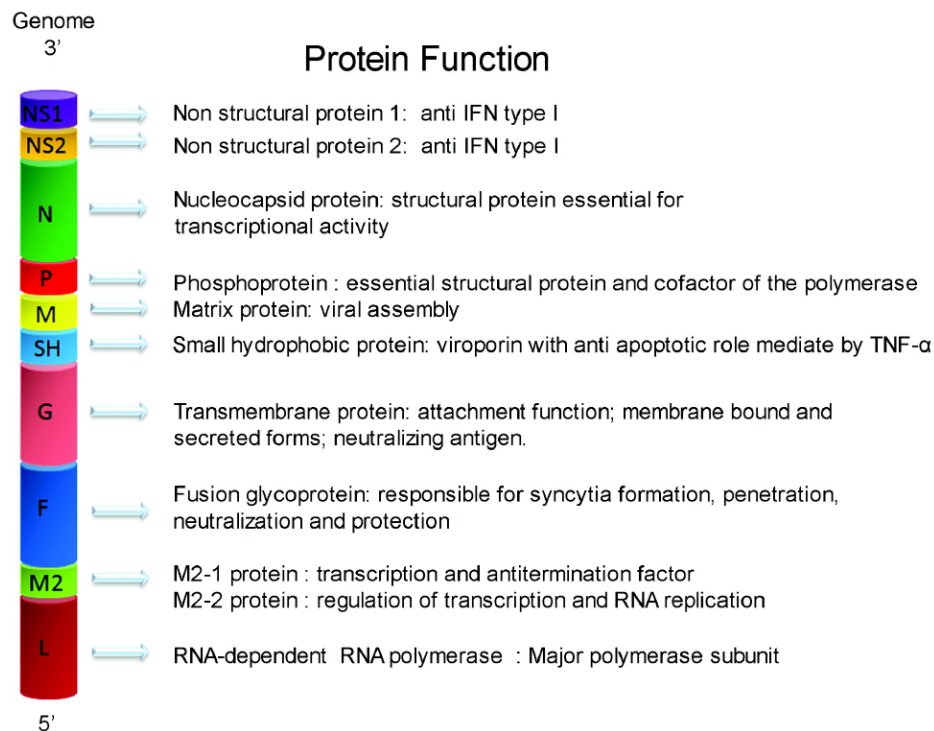 Genome
3’
Protein Function
NS1
Non structural protein 1: anti IFN type I
NS2
Non structural protein 2: anti IFN type I
N
Nucleocapsid protein: structural protein essential for
transcriptional activity
P
Phosphoprotein : essential structural protein and cofactor of the polymerase
M
Matrix protein: viral assembly
SH
Small hydrophobic protein: viroporin with anti apoptotic role mediate by TNF-α
G
Transmembrane protein: attachment function; membrane bound and
secreted forms; neutralizing antigen.
F
Fusion glycoprotein: responsible for syncytia formation, penetration,
neutralization and protection
M2
M2-1 protein : transcription and antitermination factor
M2-2 protein : regulation of transcription and RNA replication
L
RNA-dependent RNA polymerase : Major polymerase subunit
5’